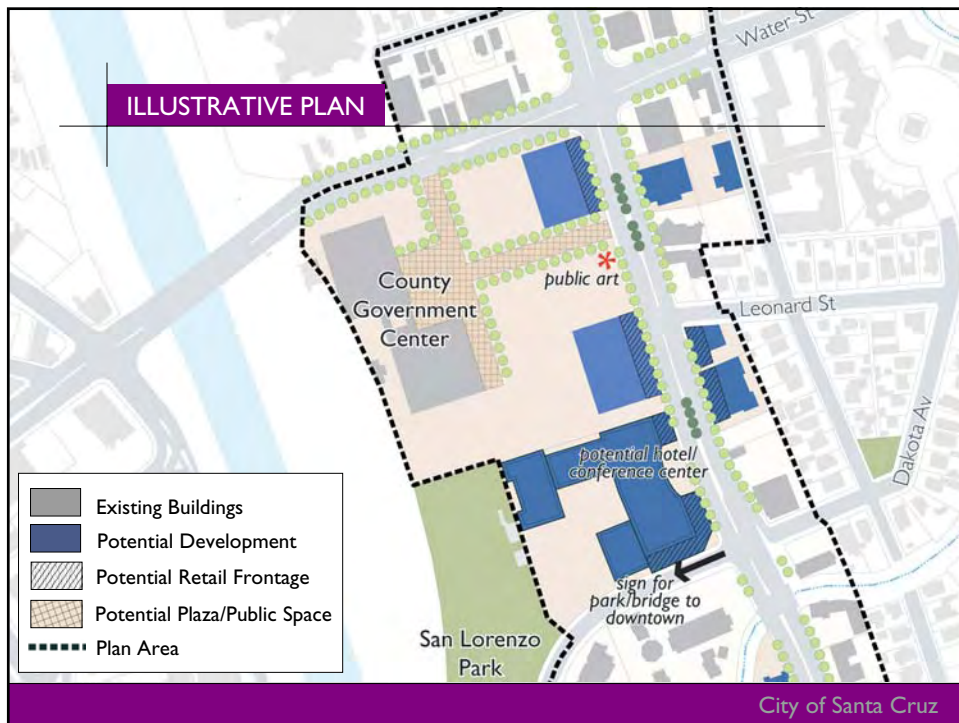 Water St
ILLUSTRATIVE PLAN
County
Government
Center
public art
Leonard St
Dakota Av
potential hotel/
conference center
Existing Buildings
Potential Development
Potential Retail Frontage
Potential Plaza/Public Space
Plan Area
sign for
park/bridge to
downtown
San Lorenzo
Park
City of Santa Cruz